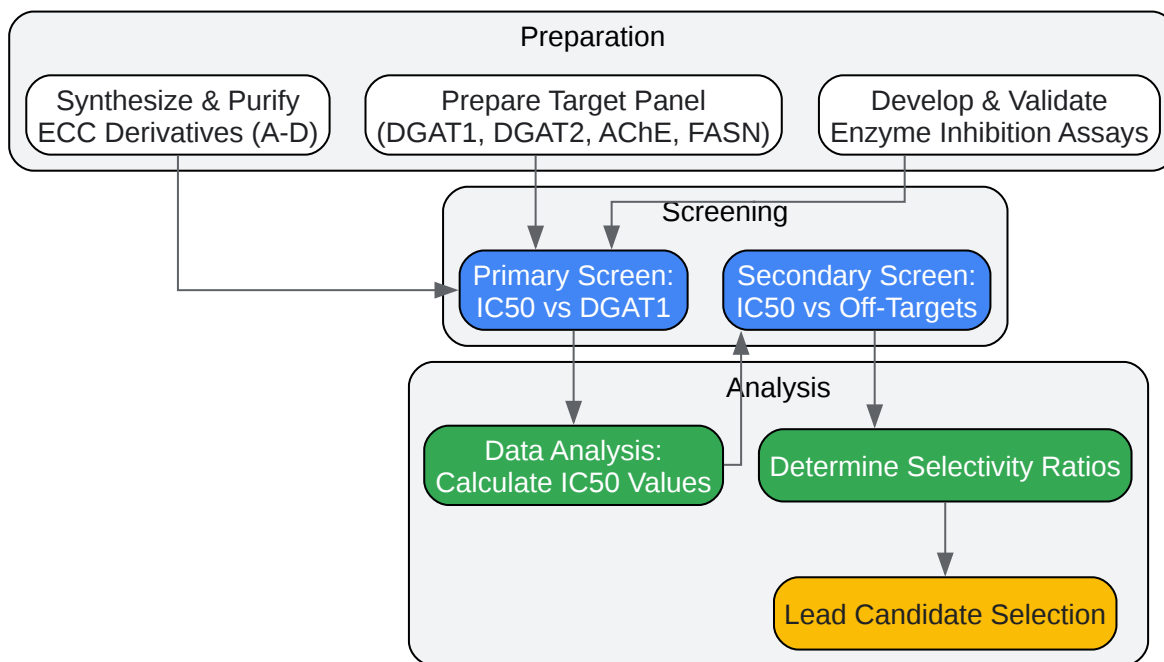 Preparation
Synthesize & Purify
ECC Derivatives (A-D)
Prepare Target Panel
(DGAT1, DGAT2, AChE, FASN)
Develop & Validate
Enzyme Inhibition Assays
Screening
Primary Screen:
IC50 vs DGAT1
Secondary Screen:
IC50 vs Off-Targets
Analysis
Data Analysis:
Calculate IC50 Values
Determine Selectivity Ratios
Lead Candidate Selection